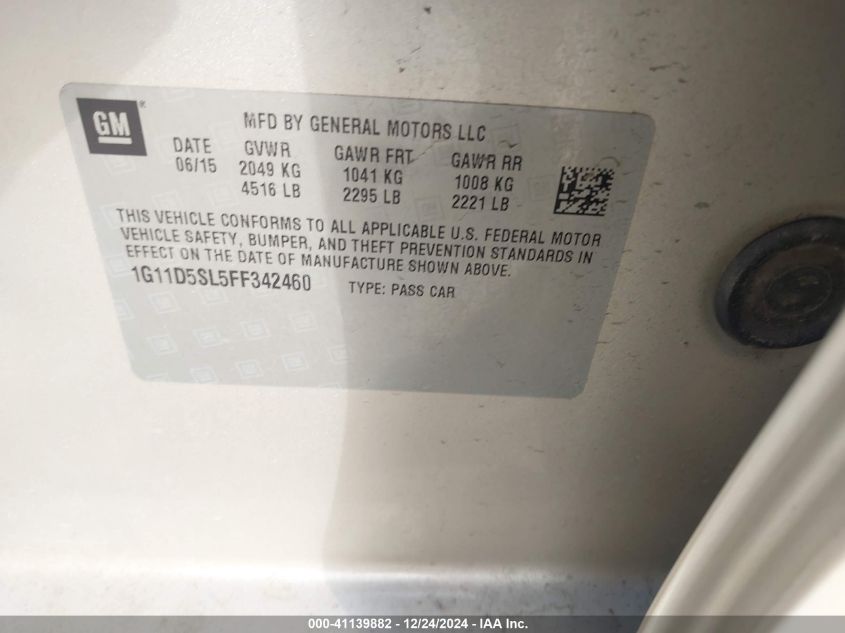 GM®
MFD BY GENERAL MOTORS LLC
DATE GVWR GAWR FRT GAWR RR
06/15 2049 KG 1041 KG 1008 KG
4516 LB 2295 LB 2221 LB
THIS VEHICLE CONFORMS TO ALL APPLICABLE U.S. FEDERAL MOTOR
VEHICLE SAFETY, BUMPER, AND THEFT PREVENTION STANDARDS IN
EFFECT ON THE DATE OF MANUFACTURE SHOWN ABOVE.
1G11D5SL5FF342460 TYPE: PASS CAR
000-41139882 - 12/24/2024 - IAA Inc.